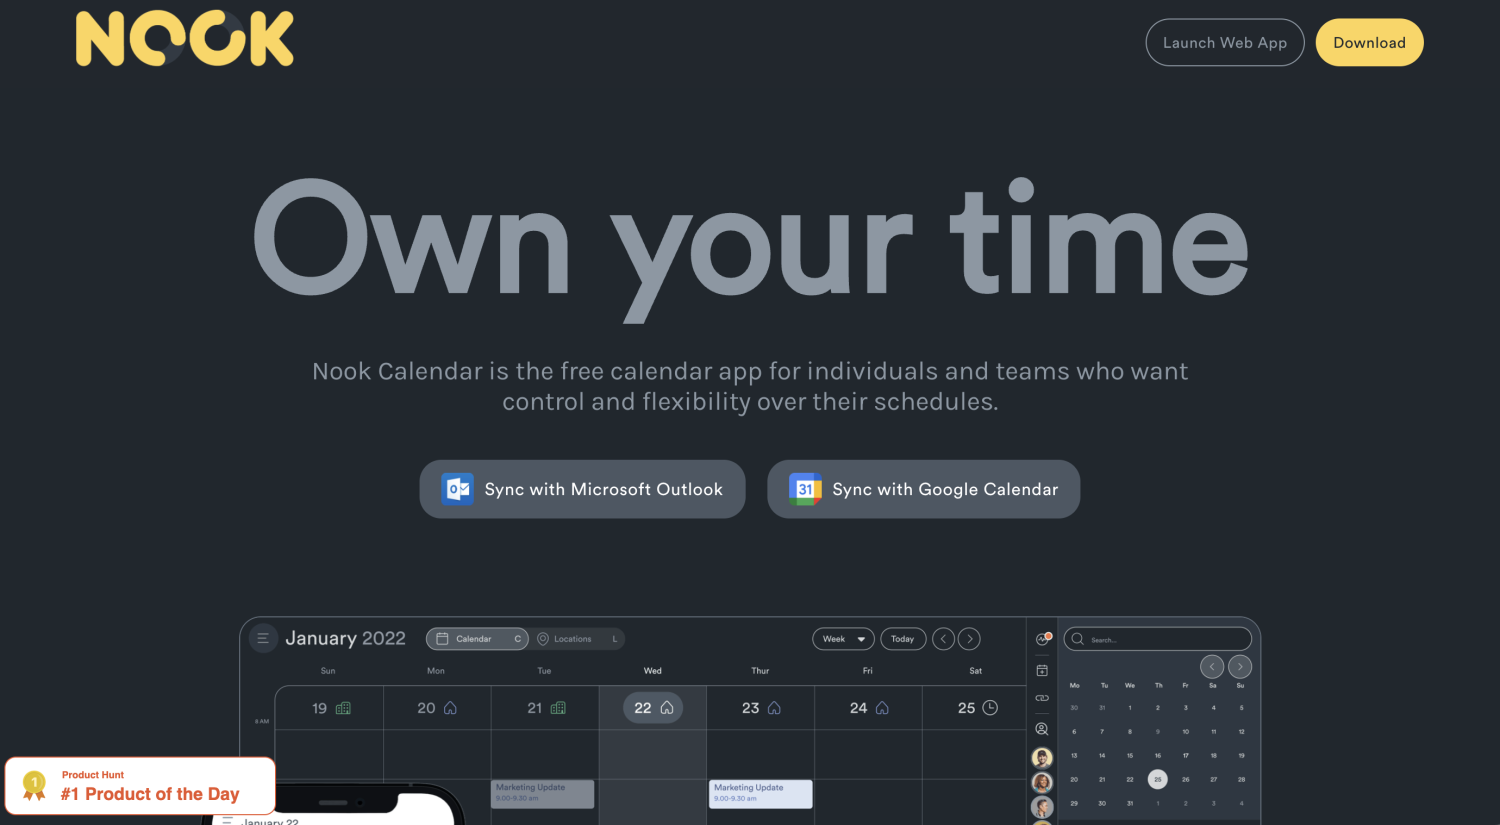 NOOK
Launch Web App
Download
Own your time
Nook Calendar is the free calendar app for individuals and teams who want
control and flexibility over their schedules.
Sync with Microsoft Outlook
31
Sync with Google Calendar
January 2022
Calendar C
Locations L
Week
Today
Search...
Sun Mon Tue Wed Thur Fri Sat
19 20 21 22 23 24 25
8 AM
Mo Tu We Th Fr Sa Su
30 31 1 2 3 4 5
6 7 8 9 10 11 12
13 14 15 16 17 18 19
20 21 22 25 26 27 28
29 30 31 1 2 3 4
Marketing Update
9.00-9.30 am
Marketing Update
9.00-9.30 am
1
Product Hunt
#1 Product of the Day
January 22